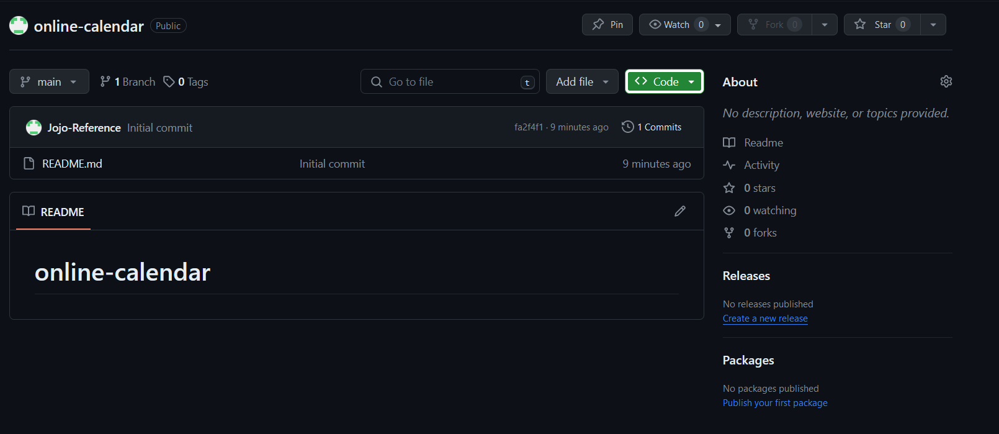 online-calendar Public Pin Watch 0 Fork 0 Star 0
main 1 Branch 0 Tags Go to file t Add file <> Code
Jojo-Reference Initial commit fa2f4f1 · 9 minutes ago 1 Commits
README.md Initial commit 9 minutes ago
README
online-calendar
About
No description, website, or topics provided.
Readme
Activity
0 stars
0 watching
0 forks
Releases
No releases published
Create a new release
Packages
No packages published
Publish your first package